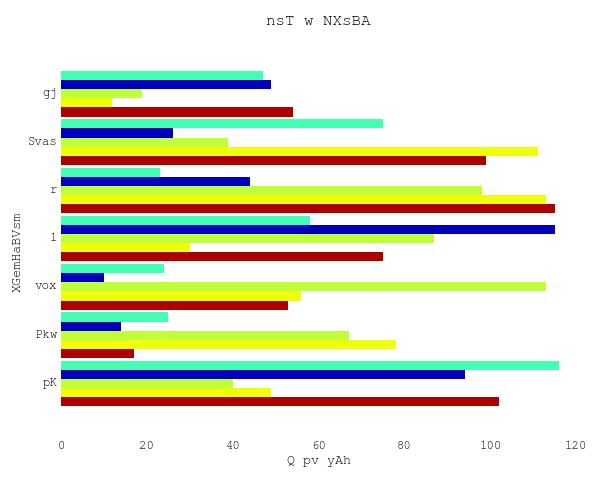 nsT w NXsBA
gj
Svas
r
l
vox
Pkw
pK
XGemHaBVsm
0 20 40 60 80 100 120
Q pv yAh